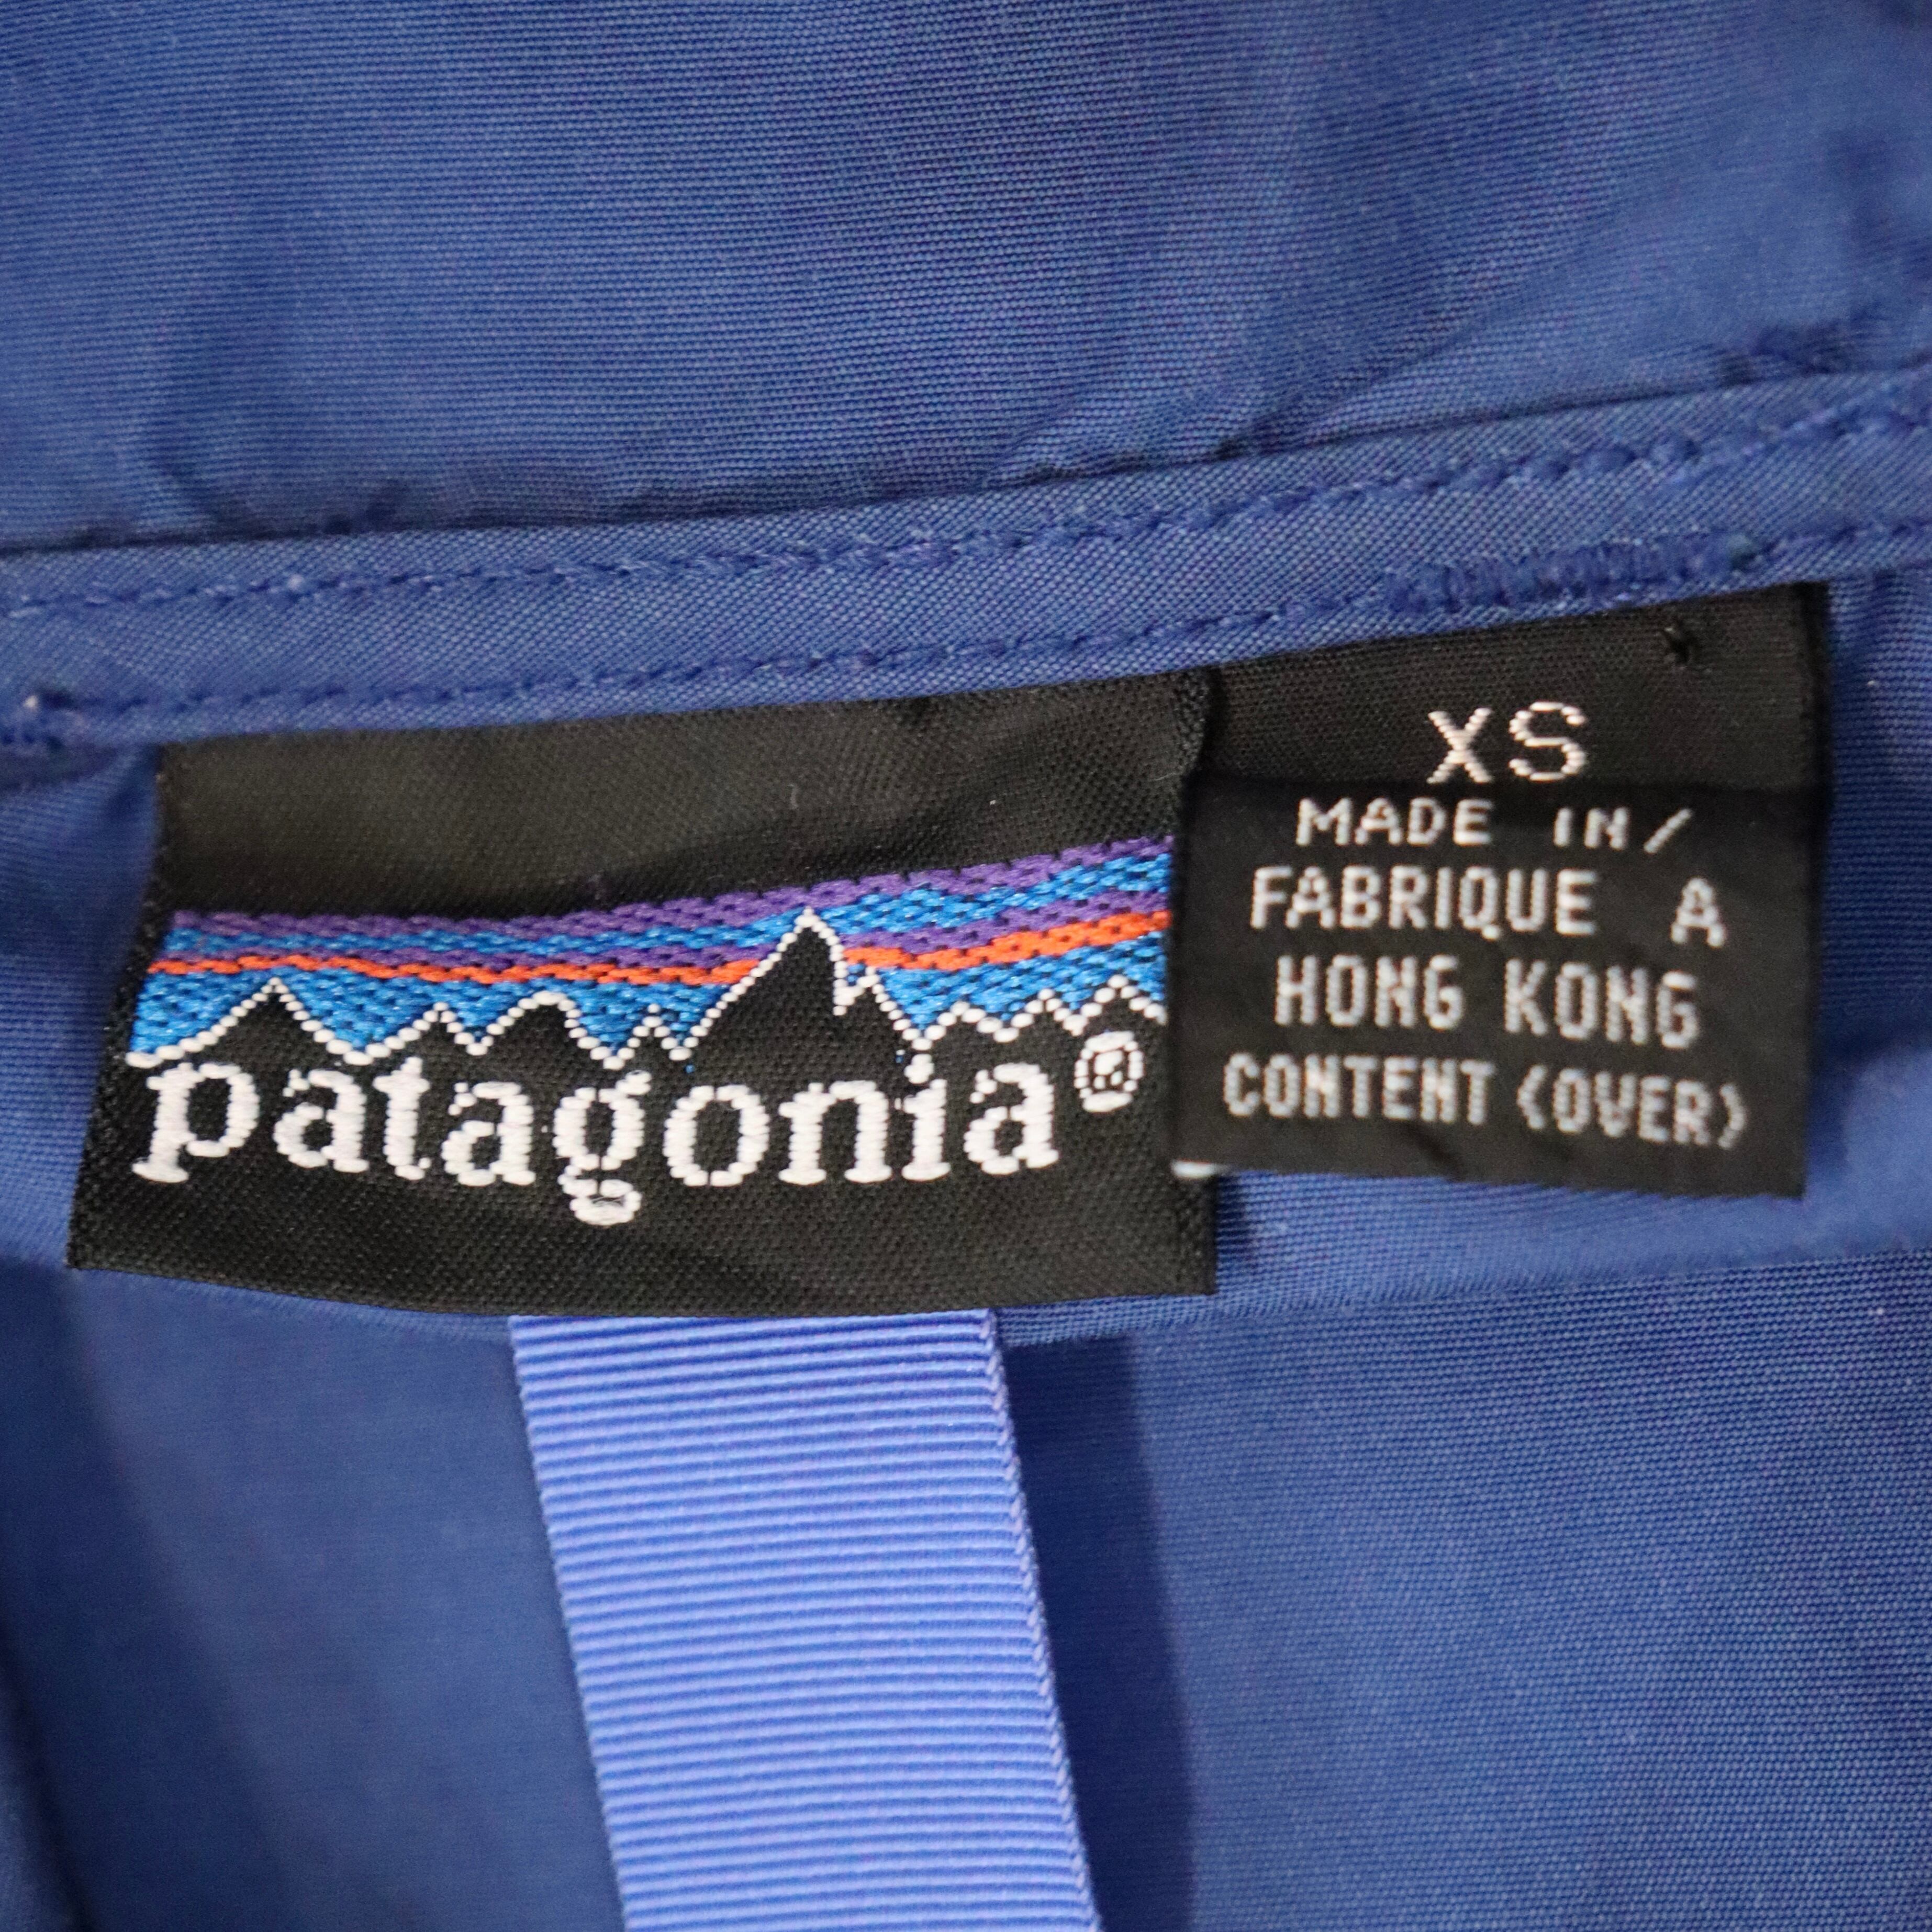 patagonia®
XS
MADE IN/
FABRIQUE A
HONG KONG
CONTENT (OVER)